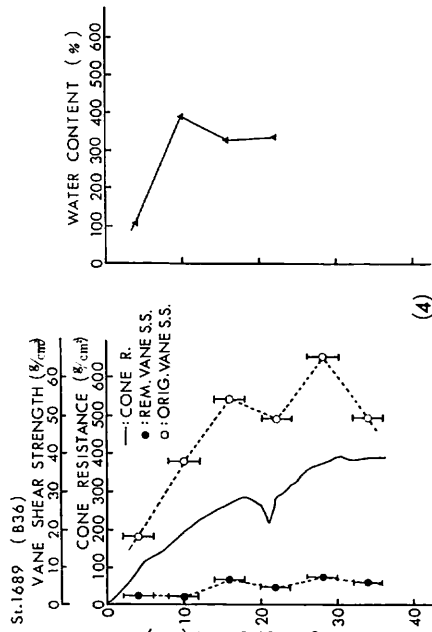 St.1689 (B36)
VANE SHEAR STRENGTH (g/cm²)
0 10 20 30 40 50 60
CONE RESISTANCE (g/cm²)
0 100 200 300 400 500 600
— : CONE R.
● : REM. VANE S.S.
○ : ORIG. VANE S.S.
10
20
30
40
WATER CONTENT (%)
0 100 200 300 400 500 600
(4)